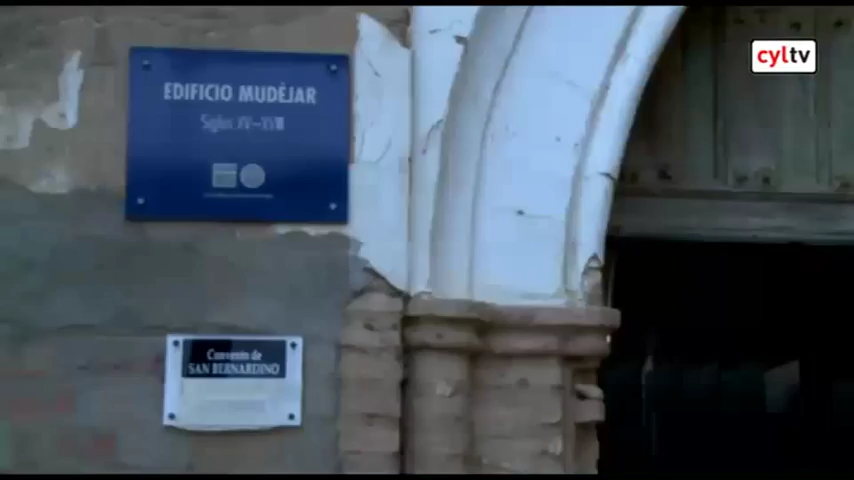 cyltv
EDIFICIO MUDÉJAR
Siglos XV-XVII
Convento de
SAN BERNARDINO